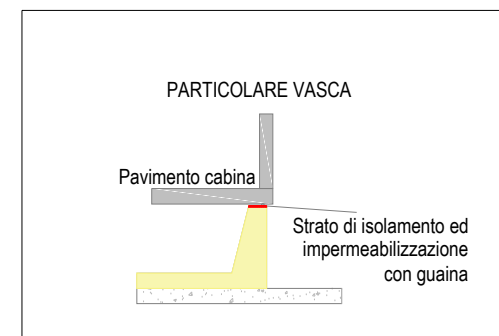 PARTICOLARE VASCA
Pavimento cabina
Strato di isolamento ed
impermeabilizzazione
con guaina